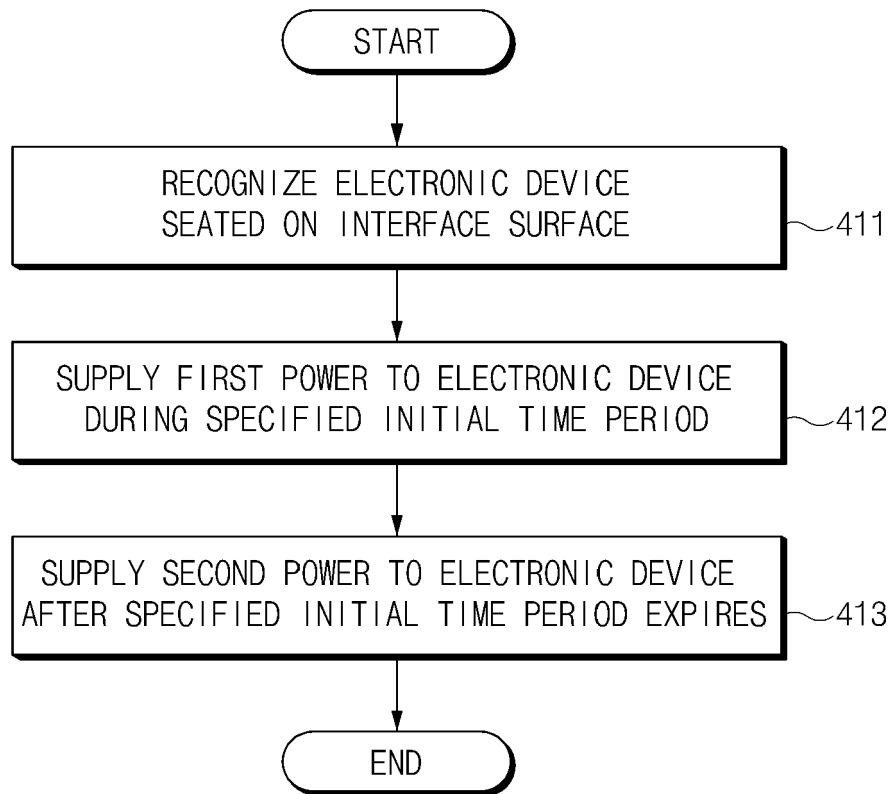 START
RECOGNIZE ELECTRONIC DEVICE
SEATED ON INTERFACE SURFACE
411
SUPPLY FIRST POWER TO ELECTRONIC DEVICE
DURING SPECIFIED INITIAL TIME PERIOD
412
SUPPLY SECOND POWER TO ELECTRONIC DEVICE
AFTER SPECIFIED INITIAL TIME PERIOD EXPIRES
413
END